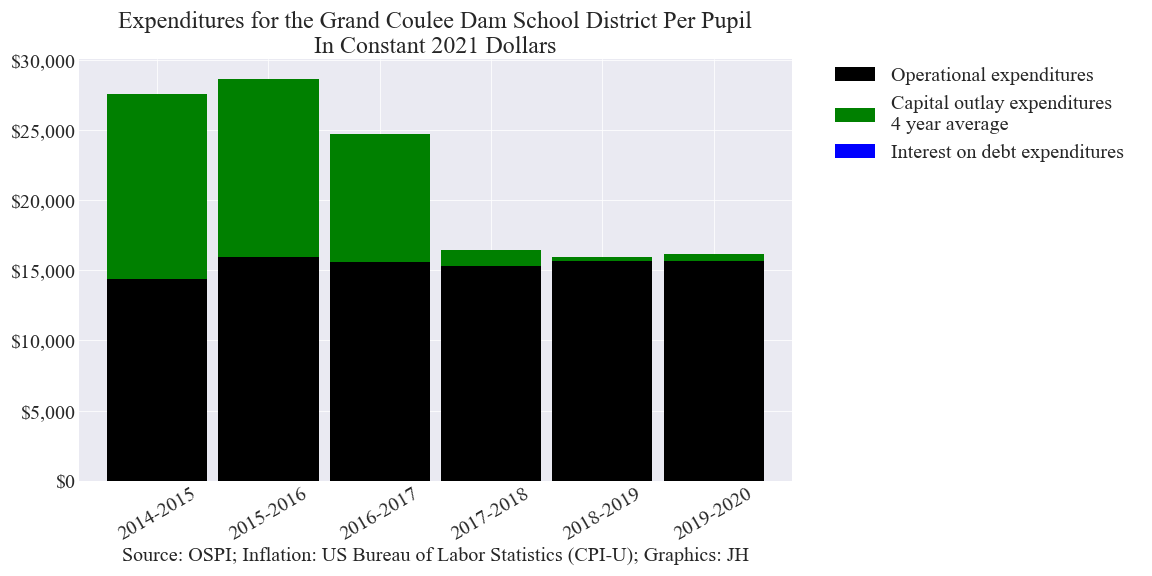 Expenditures for the Grand Coulee Dam School District Per Pupil
In Constant 2021 Dollars
$30,000
$25,000
$20,000
$15,000
$10,000
$5,000
$0
2014-2015
2015-2016
2016-2017
2017-2018
2018-2019
2019-2020
Operational expenditures
Capital outlay expenditures
4 year average
Interest on debt expenditures
Source: OSPI; Inflation: US Bureau of Labor Statistics (CPI-U); Graphics: JH